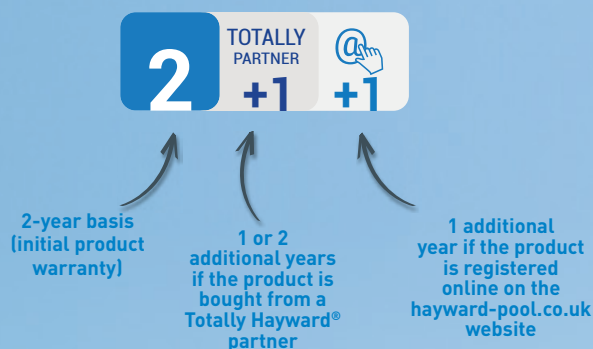 2
TOTALLY
PARTNER
+1
@
+1
2-year basis
(initial product
warranty)
1 or 2
additional years
if the product is
bought from a
Totally Hayward®
partner
1 additional
year if the product
is registered
online on the
hayward-pool.co.uk
website